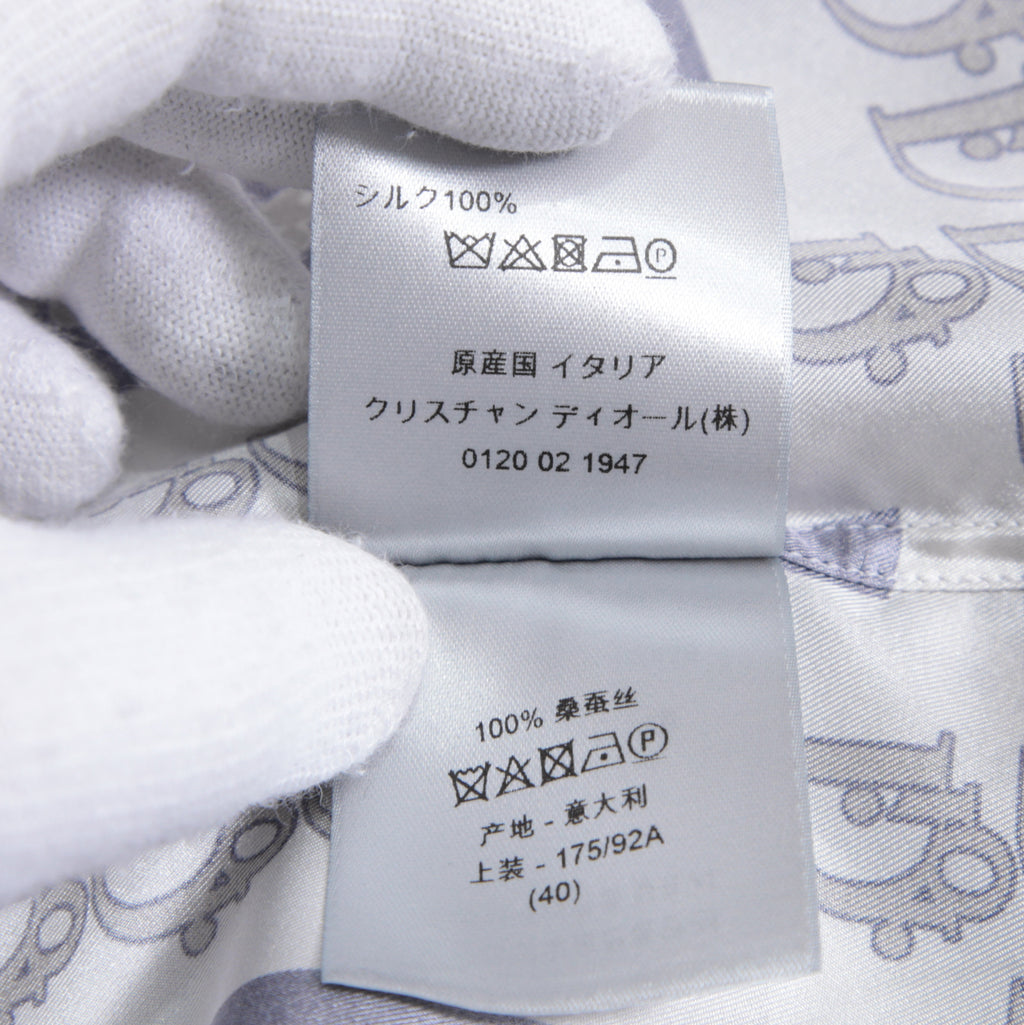 シルク100%
P
原産国 イタリア
クリスチャン ディオール(株)
0120 02 1947
100% 桑蚕丝
P
产地 - 意大利
上装 - 175/92A
(40)